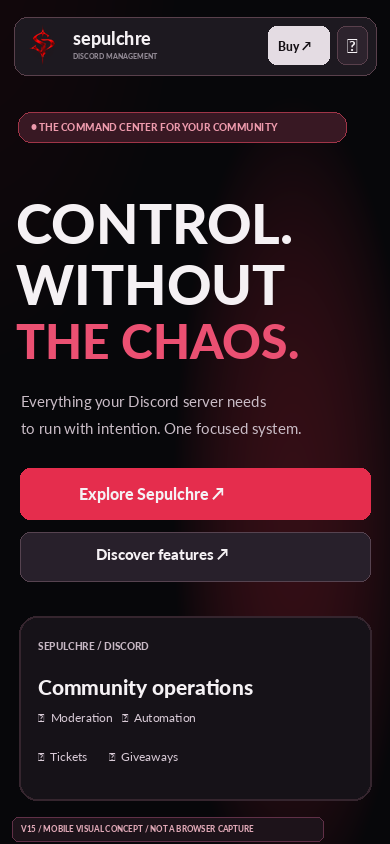 sepulchre
DISCORD MANAGEMENT
Buy ↗
• THE COMMAND CENTER FOR YOUR COMMUNITY
CONTROL.
WITHOUT
THE CHAOS.
Everything your Discord server needs
to run with intention. One focused system.
Explore Sepulchre ↗
Discover features ↗
SEPULCHRE / DISCORD
Community operations
Moderation Automation
Tickets Giveaways
V15 / MOBILE VISUAL CONCEPT / NOT A BROWSER CAPTURE